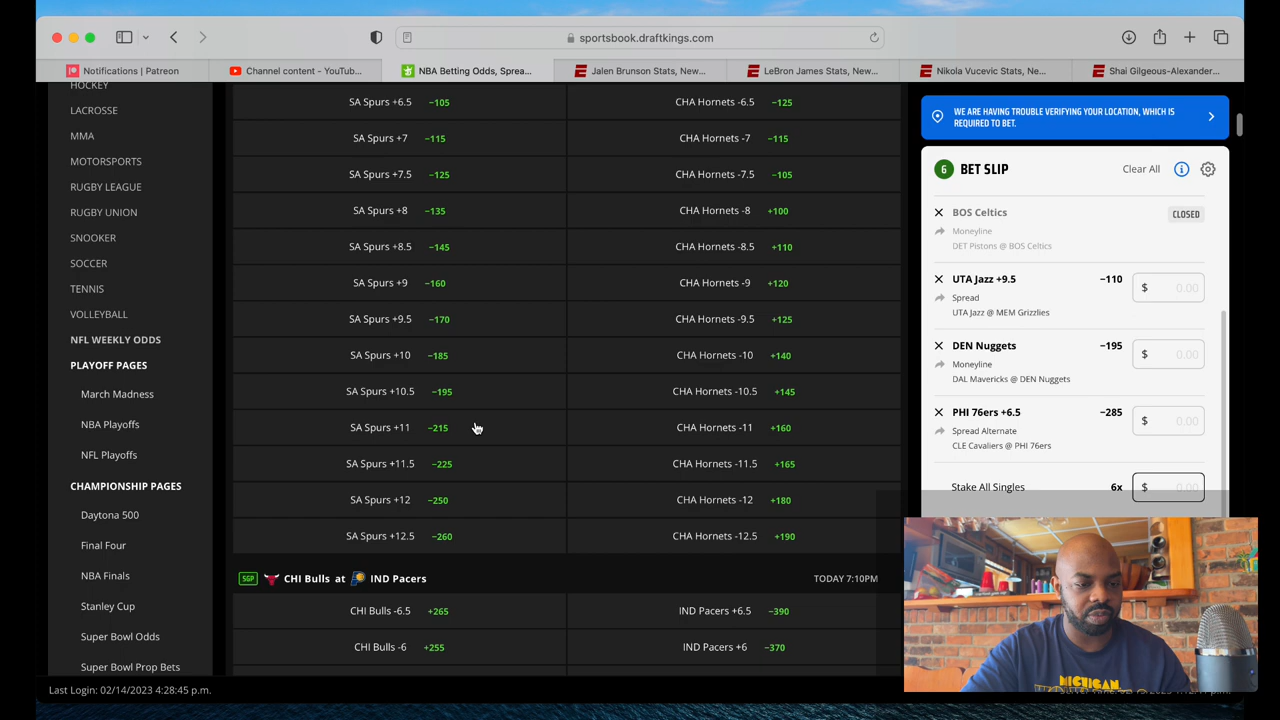 sportsbook.draftkings.com
Notifications | Patreon
Channel content - YouTub...
NBA Betting Odds, Sprea...
Jalen Brunson Stats, New...
LeBron James Stats, New...
Nikola Vucevic Stats, Ne...
Shai Gilgeous-Alexander...
HOCKEY
LACROSSE
MMA
MOTORSPORTS
RUGBY LEAGUE
RUGBY UNION
SNOOKER
SOCCER
TENNIS
VOLLEYBALL
NFL WEEKLY ODDS
PLAYOFF PAGES
March Madness
NBA Playoffs
NFL Playoffs
CHAMPIONSHIP PAGES
Daytona 500
Final Four
NBA Finals
Stanley Cup
Super Bowl Odds
Super Bowl Prop Bets
SA Spurs +6.5 −105 CHA Hornets -6.5 −125
SA Spurs +7 −115 CHA Hornets -7 −115
SA Spurs +7.5 −125 CHA Hornets -7.5 −105
SA Spurs +8 −135 CHA Hornets -8 +100
SA Spurs +8.5 −145 CHA Hornets -8.5 +110
SA Spurs +9 −160 CHA Hornets -9 +120
SA Spurs +9.5 −170 CHA Hornets -9.5 +125
SA Spurs +10 −185 CHA Hornets -10 +140
SA Spurs +10.5 −195 CHA Hornets -10.5 +145
SA Spurs +11 −215 CHA Hornets -11 +160
SA Spurs +11.5 −225 CHA Hornets -11.5 +165
SA Spurs +12 −250 CHA Hornets -12 +180
SA Spurs +12.5 −260 CHA Hornets -12.5 +190
SGP CHI Bulls at IND Pacers TODAY 7:10PM
CHI Bulls -6.5 +265 IND Pacers +6.5 −390
CHI Bulls -6 +255 IND Pacers +6 −370
WE ARE HAVING TROUBLE VERIFYING YOUR LOCATION, WHICH IS
REQUIRED TO BET.
6 BET SLIP Clear All
BOS Celtics CLOSED
Moneyline
DET Pistons @ BOS Celtics
UTA Jazz +9.5 −110 $ 0.00
Spread
UTA Jazz @ MEM Grizzlies
DEN Nuggets −195 $ 0.00
Moneyline
DAL Mavericks @ DEN Nuggets
PHI 76ers +6.5 −285 $ 0.00
Spread Alternate
CLE Cavaliers @ PHI 76ers
Stake All Singles 6x $ 0.00
MICHIGAN
Last Login: 02/14/2023 4:28:45 p.m.